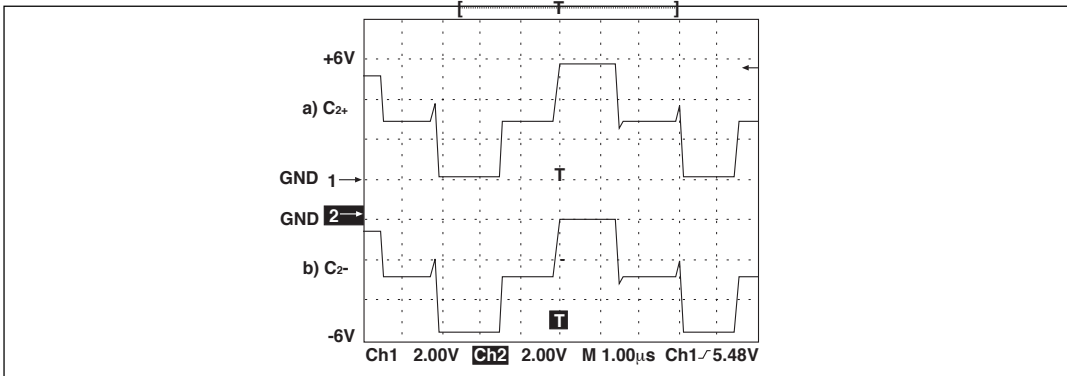 [ T ]
+6V
a) C2+
T
GND 1→
GND 2→
b) C2-
T
-6V
Ch1 2.00V Ch2 2.00V M 1.00µs Ch1 5.48V